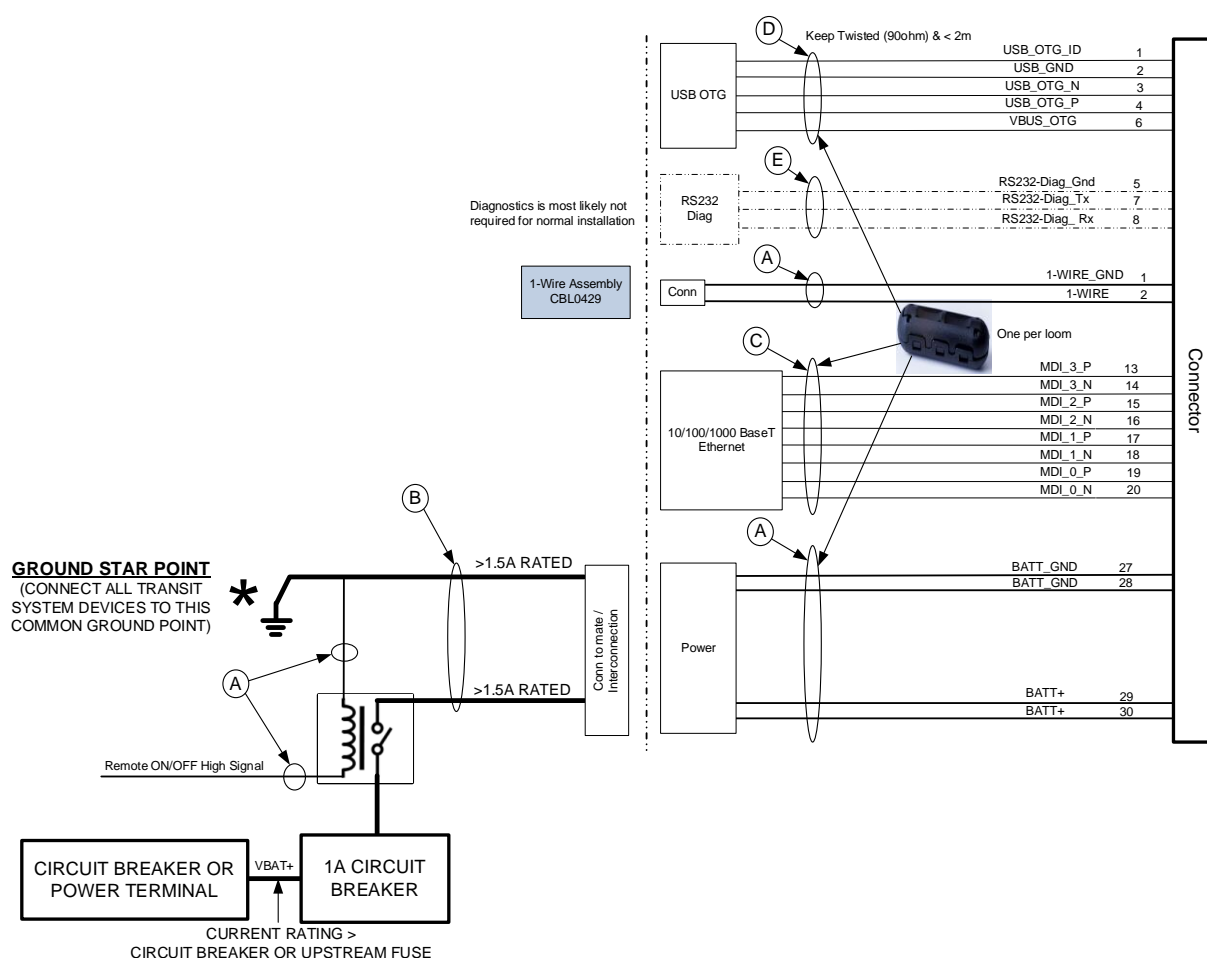 D
Keep Twisted (90ohm) & < 2m
USB OTG
USB_OTG_ID 1
USB_GND 2
USB_OTG_N 3
USB_OTG_P 4
VBUS_OTG 6
E
Diagnostics is most likely not
required for normal installation
RS232
Diag
RS232-Diag_Gnd 5
RS232-Diag_Tx 7
RS232-Diag_ Rx 8
1-Wire Assembly
CBL0429
A
Conn
1-WIRE_GND 1
1-WIRE 2
One per loom
C
10/100/1000 BaseT
Ethernet
MDI_3_P 13
MDI_3_N 14
MDI_2_P 15
MDI_2_N 16
MDI_1_P 17
MDI_1_N 18
MDI_0_P 19
MDI_0_N 20
Connector
A
Power
BATT_GND 27
BATT_GND 28
BATT+ 29
BATT+ 30
B
GROUND STAR POINT
(CONNECT ALL TRANSIT
SYSTEM DEVICES TO THIS
COMMON GROUND POINT)
*
>1.5A RATED
>1.5A RATED
Conn to mate /
Interconnection
A
Remote ON/OFF High Signal
CIRCUIT BREAKER OR
POWER TERMINAL
VBAT+
1A CIRCUIT
BREAKER
CURRENT RATING >
CIRCUIT BREAKER OR UPSTREAM FUSE